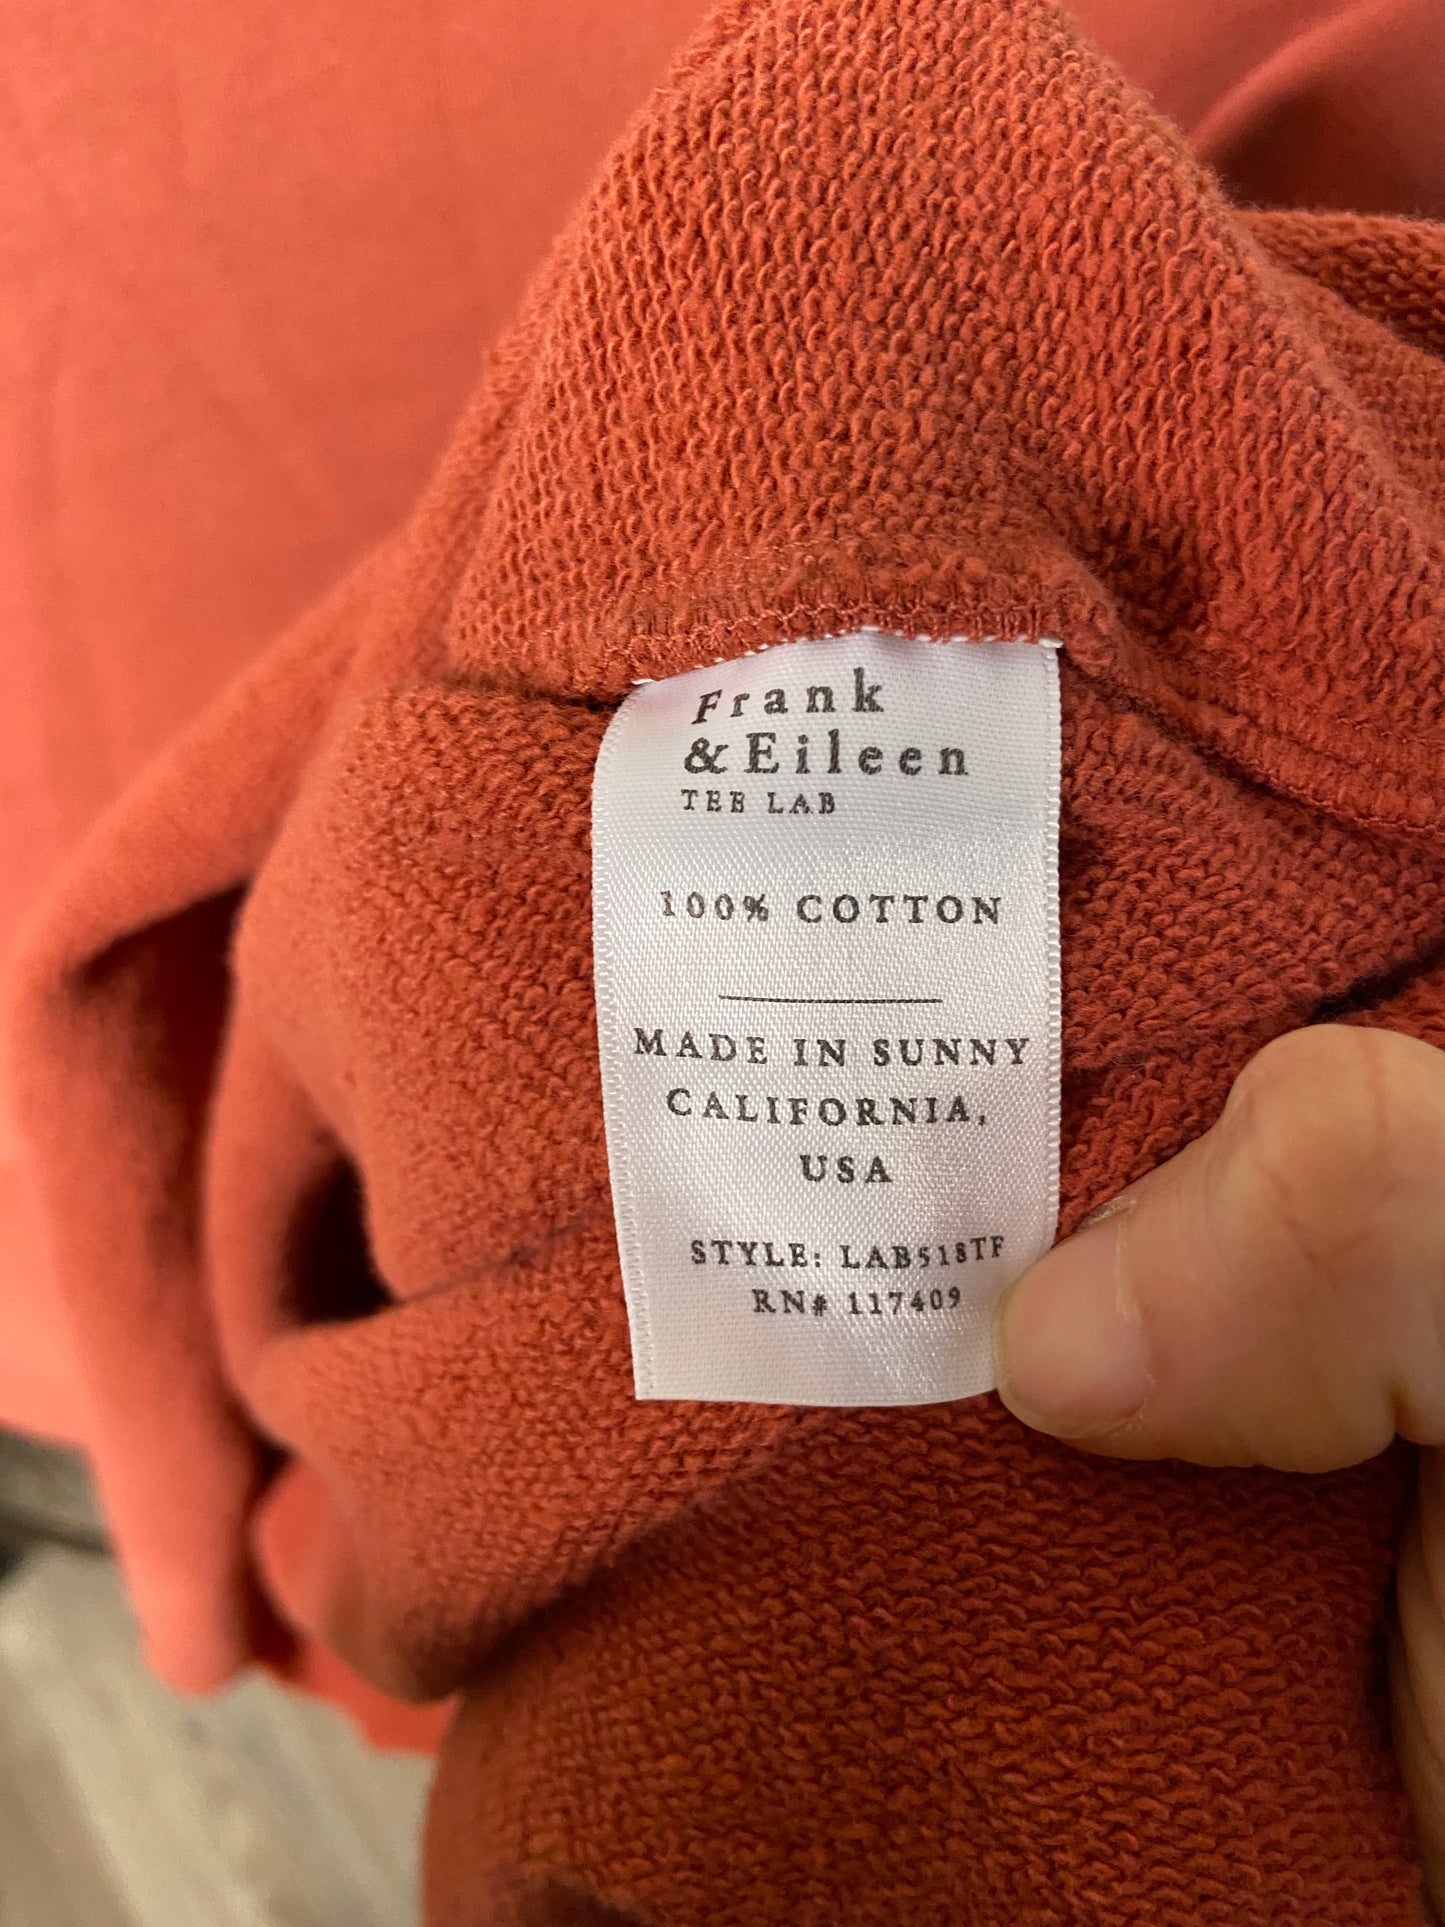 Frank
& Eileen
TEE LAB
100% COTTON
MADE IN SUNNY
CALIFORNIA,
USA
STYLE: LAB518TF
RN# 117409